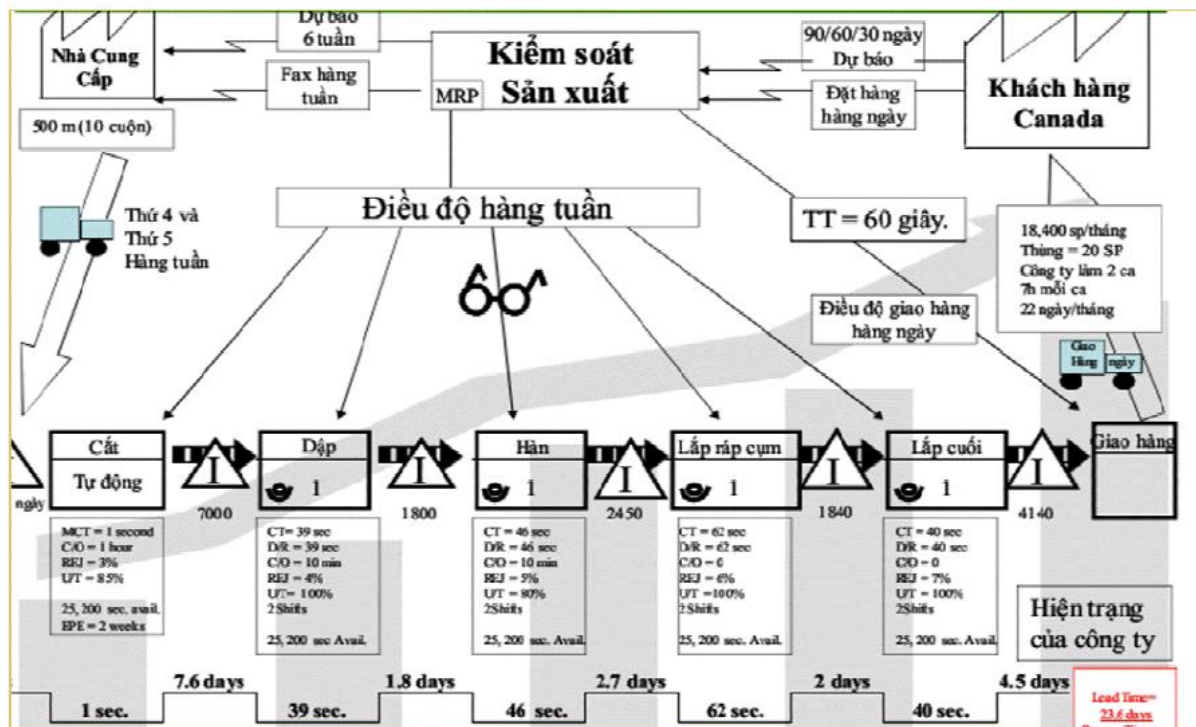 Nhà Cung
Cấp
Dự báo
6 tuần
Fax hàng
tuần
Kiểm soát
Sản xuất
MRP
90/60/30 ngày
Dự báo
Đặt hàng
hàng ngày
Khách hàng
Canada
500 m (10 cuộn)
Thứ 4 và
Thứ 5
Hàng tuần
Điều độ hàng tuần
TT = 60 giây.
18,400 sp/tháng
Thùng = 20 SP
Công ty làm 2 ca
7h mỗi ca
22 ngày/tháng
Điều độ giao hàng
hàng ngày
Giao
Hàng
ngày
ngày
Cắt
Tự động
I
7000
Dập
1
I
1800
Hàn
1
I
2450
Lắp ráp cụm
1
I
1840
Lắp cuối
1
I
4140
Giao hàng
MCT = 1 second
C/O = 1 hour
REJ = 3%
U/T = 85%
25, 200 sec. avail.
EPE = 2 weeks
CT= 39 sec
D/R = 39 sec
C/O = 10 min
REJ = 4%
U/T= 100%
2 Shifts
25, 200 sec Avail.
CT = 46 sec
D/R = 46 sec
C/O = 10 min
REJ = 5%
U/T = 80%
2Shifts
25, 200 sec. Avail.
CT = 62 sec
D/R = 62 sec
C/O = 0
REJ = 6%
U/T =100%
2 Shifts
25, 200 sec. Avail.
CT = 40 sec
D/R = 40 sec
C/O = 0
REJ = 7%
U/T = 100%
2Shifts
25, 200 sec. Avail.
Hiện trạng
của công ty
7.6 days
1.8 days
2.7 days
2 days
4.5 days
1 sec.
39 sec.
46 sec.
62 sec.
40 sec.
Lead Time=
23.6 days